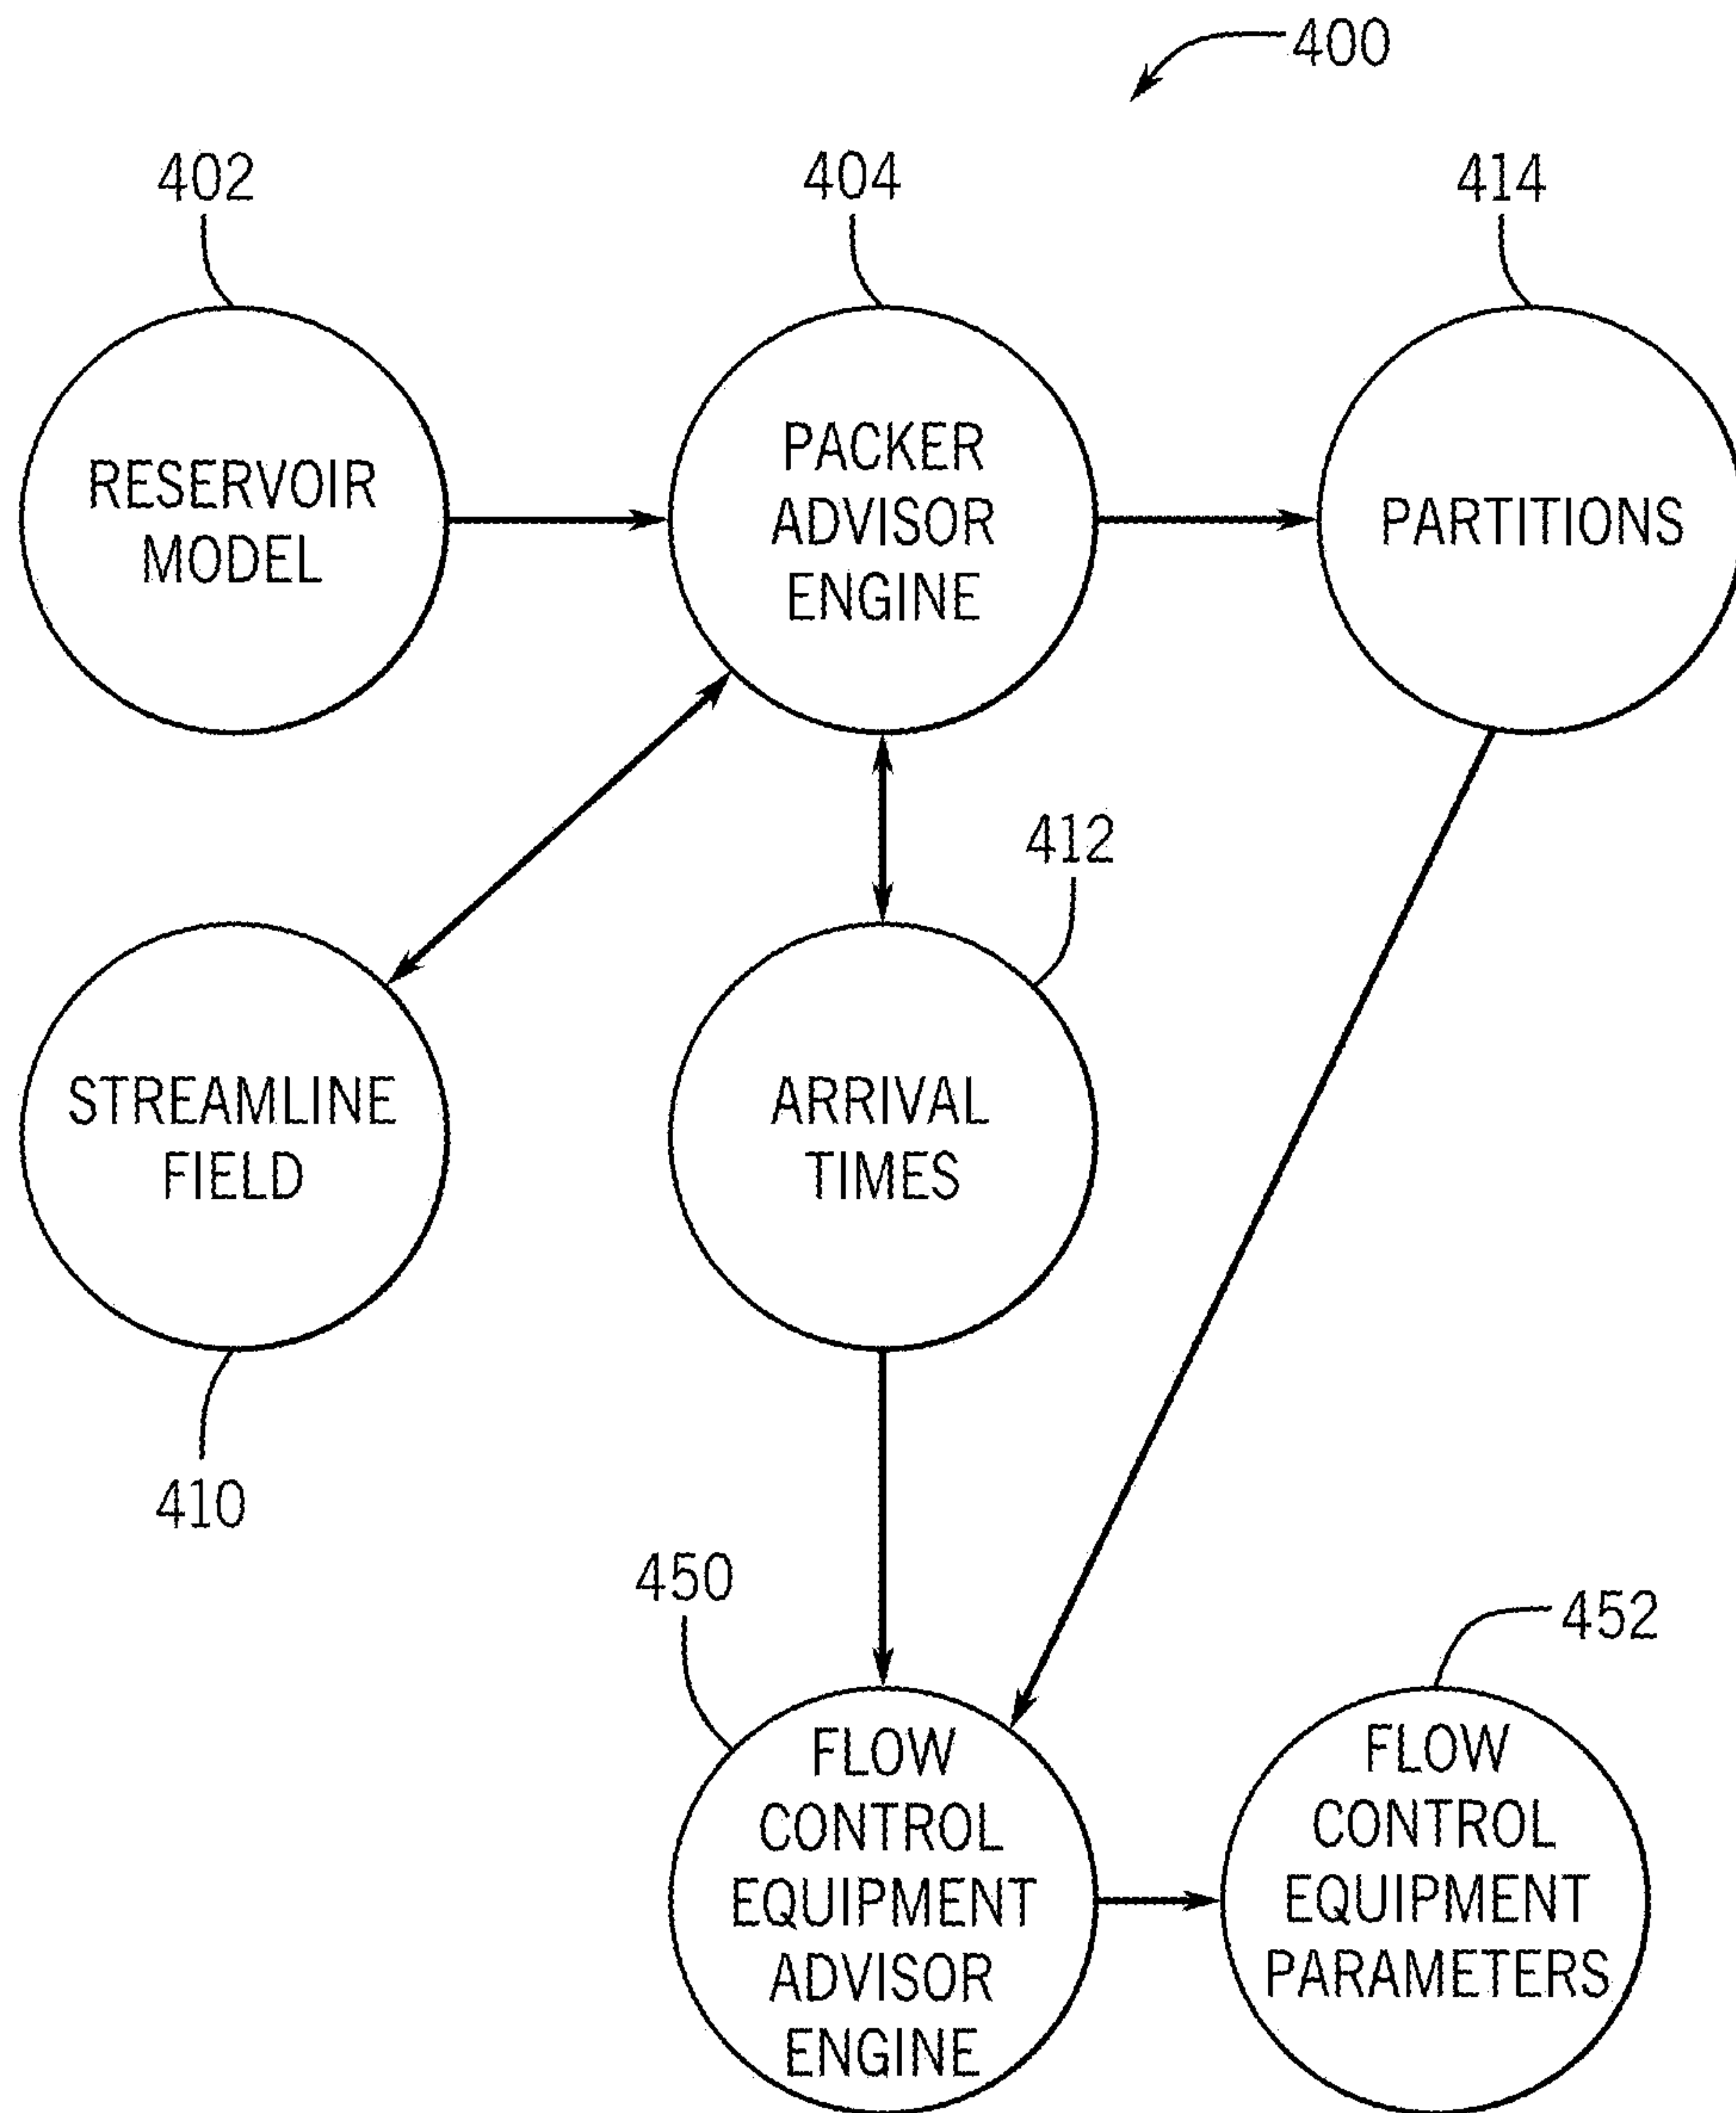 400
402
404
414
RESERVOIR
MODEL
PACKER
ADVISOR
ENGINE
PARTITIONS
412
STREAMLINE
FIELD
ARRIVAL
TIMES
410
450
452
FLOW
CONTROL
EQUIPMENT
ADVISOR
ENGINE
FLOW
CONTROL
EQUIPMENT
PARAMETERS